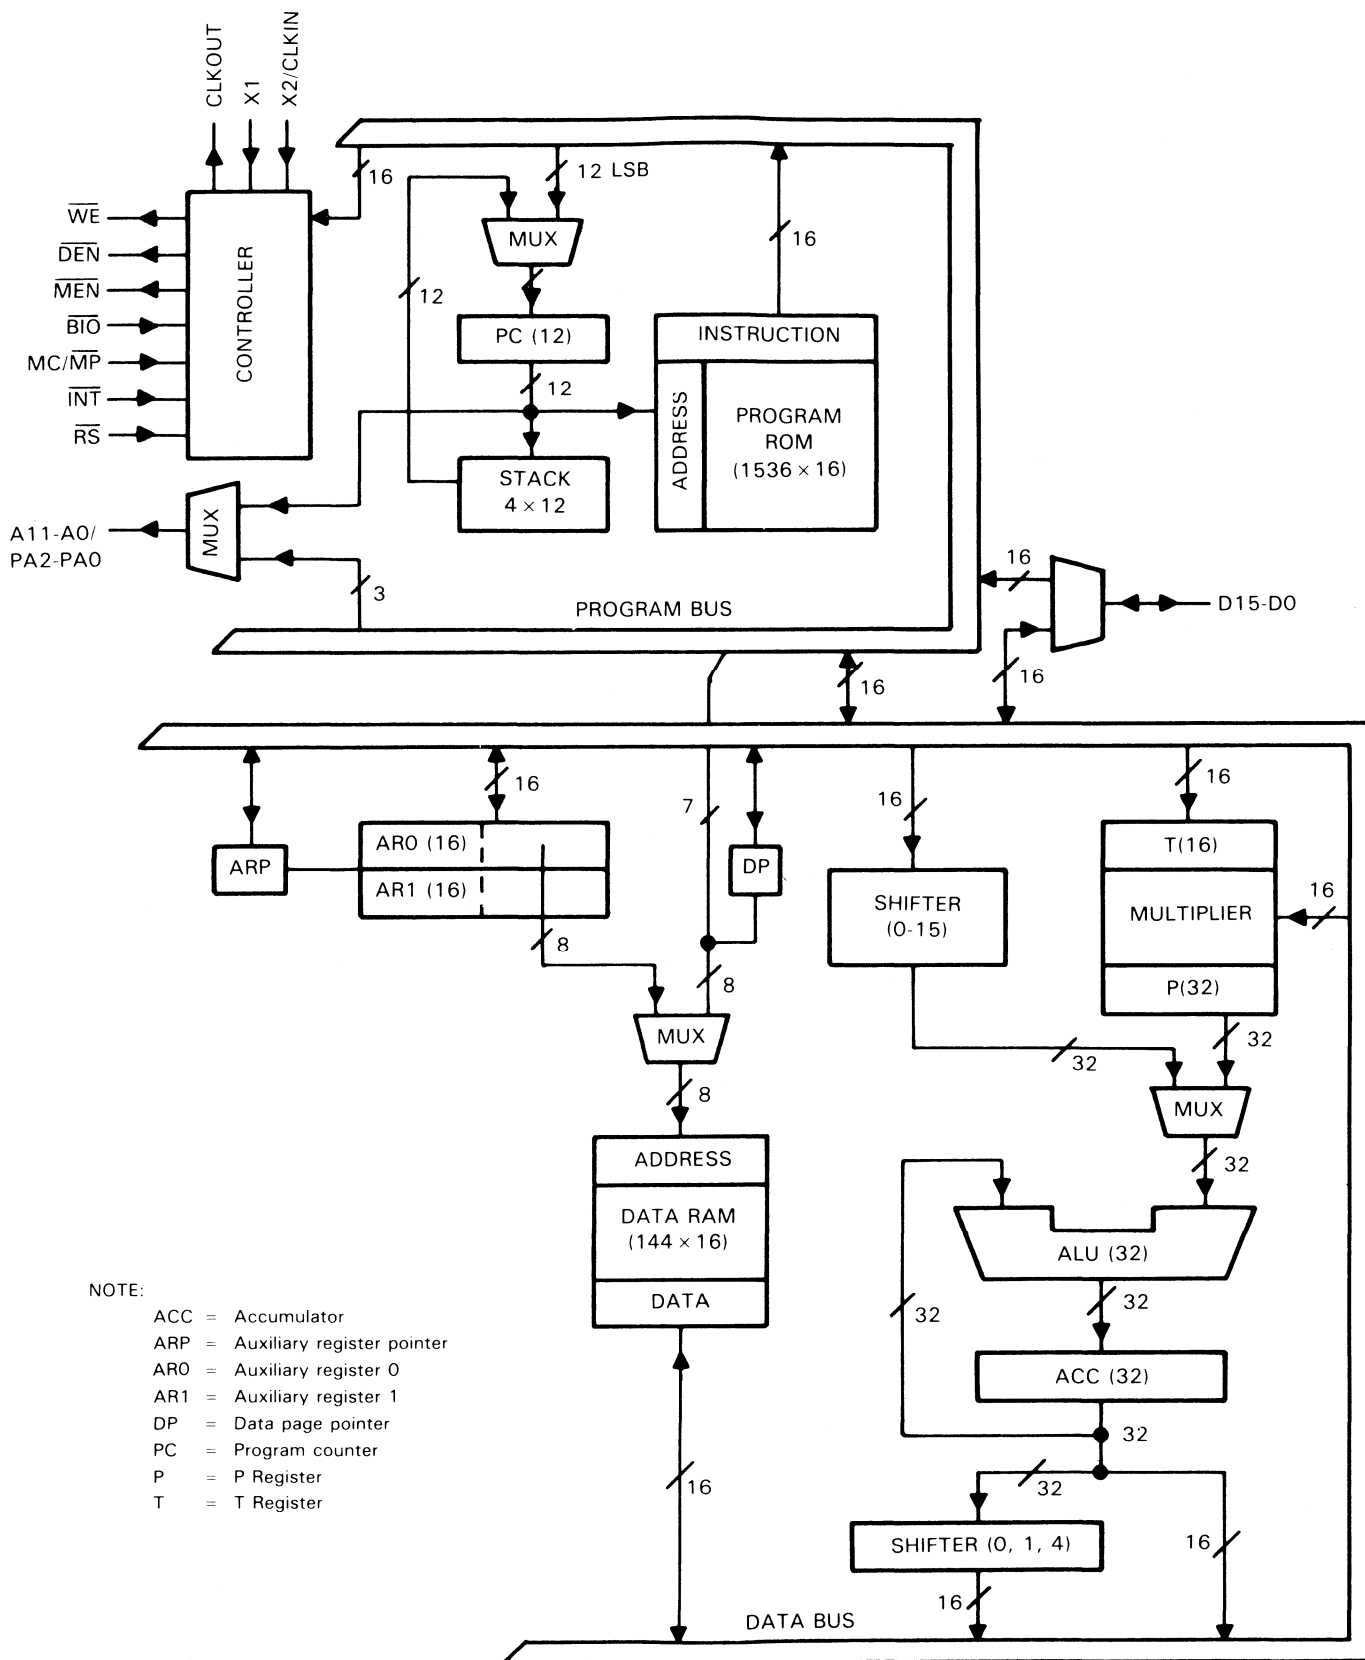 CLKOUT
X1
X2/CLKIN
WE
DEN
MEN
BIO
MC/MP
INT
RS
CONTROLLER
16
12 LSB
MUX
12
16
PC (12)
12
INSTRUCTION
ADDRESS
PROGRAM
ROM
(1536 × 16)
STACK
4 × 12
MUX
A11-A0/
PA2-PA0
3
PROGRAM BUS
16
D15-D0
16
16
16
7
16
16
ARP
AR0 (16)
AR1 (16)
DP
SHIFTER
(0-15)
T(16)
MULTIPLIER
P(32)
16
8
8
MUX
32
32
MUX
8
32
ADDRESS
DATA RAM
(144 × 16)
DATA
ALU (32)
32
32
ACC (32)
32
32
SHIFTER (0, 1, 4)
16
16
16
DATA BUS
NOTE:
ACC = Accumulator
ARP = Auxiliary register pointer
AR0 = Auxiliary register 0
AR1 = Auxiliary register 1
DP = Data page pointer
PC = Program counter
P = P Register
T = T Register